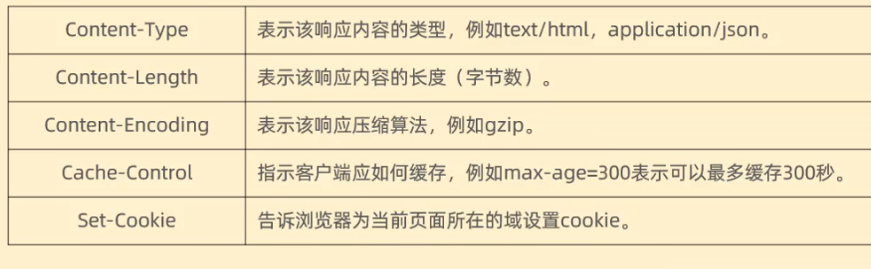 Content-Type 表示该响应内容的类型，例如text/html，application/json。
Content-Length 表示该响应内容的长度（字节数）。
Content-Encoding 表示该响应压缩算法，例如gzip。
Cache-Control 指示客户端应如何缓存，例如max-age=300表示可以最多缓存300秒。
Set-Cookie 告诉浏览器为当前页面所在的域设置cookie。